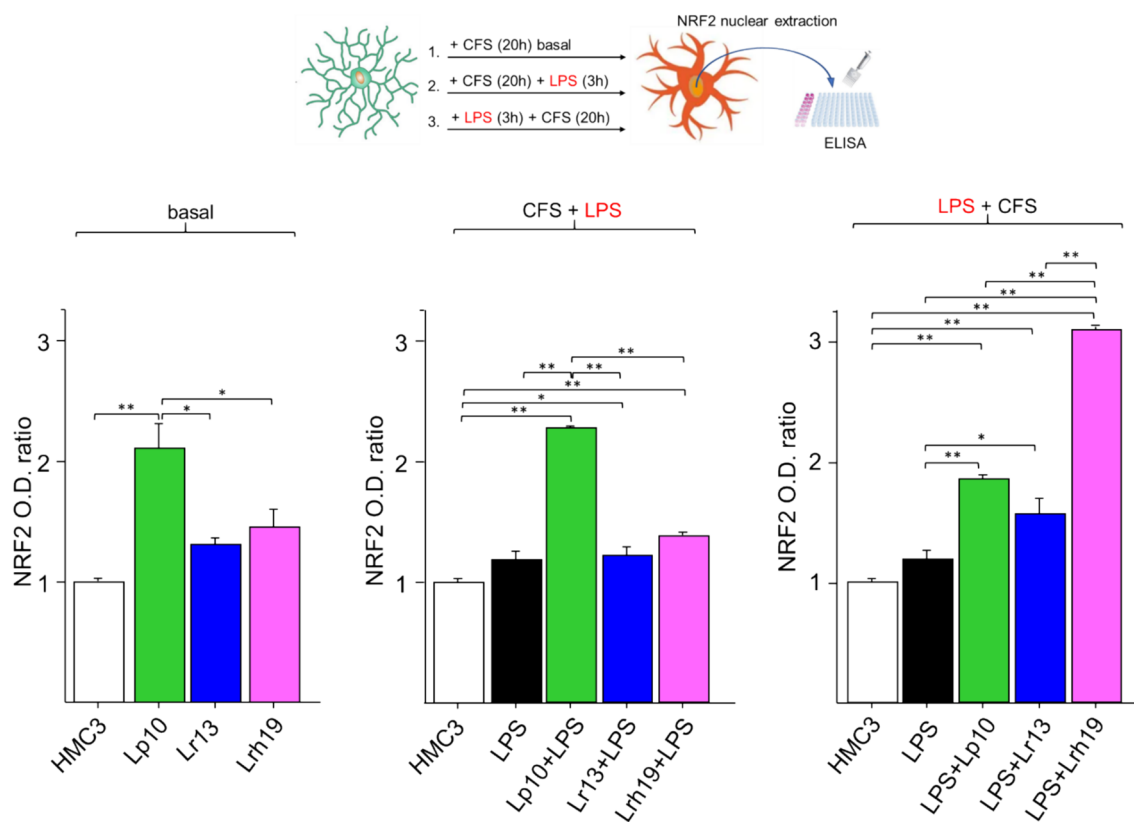 NRF2 nuclear extraction
1. + CFS (20h) basal
2. + CFS (20h) + LPS (3h)
3. + LPS (3h) + CFS (20h)
ELISA
basal
NRF2 O.D. ratio
3
2
1
** * *
HMC3
Lp10
Lr13
Lrh19
CFS + LPS
NRF2 O.D. ratio
3
2
1
**
** **
**
*
**
HMC3
LPS
Lp10+LPS
Lr13+LPS
Lrh19+LPS
LPS + CFS
NRF2 O.D. ratio
3
2
1
**
**
**
**
**
**
*
**
HMC3
LPS
LPS+Lp10
LPS+Lr13
LPS+Lrh19